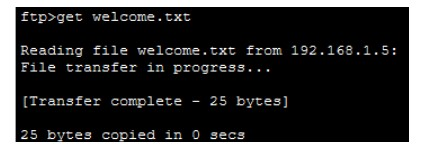 ftp>get welcome.txt
Reading file welcome.txt from 192.168.1.5:
File transfer in progress...
[Transfer complete - 25 bytes]
25 bytes copied in 0 secs